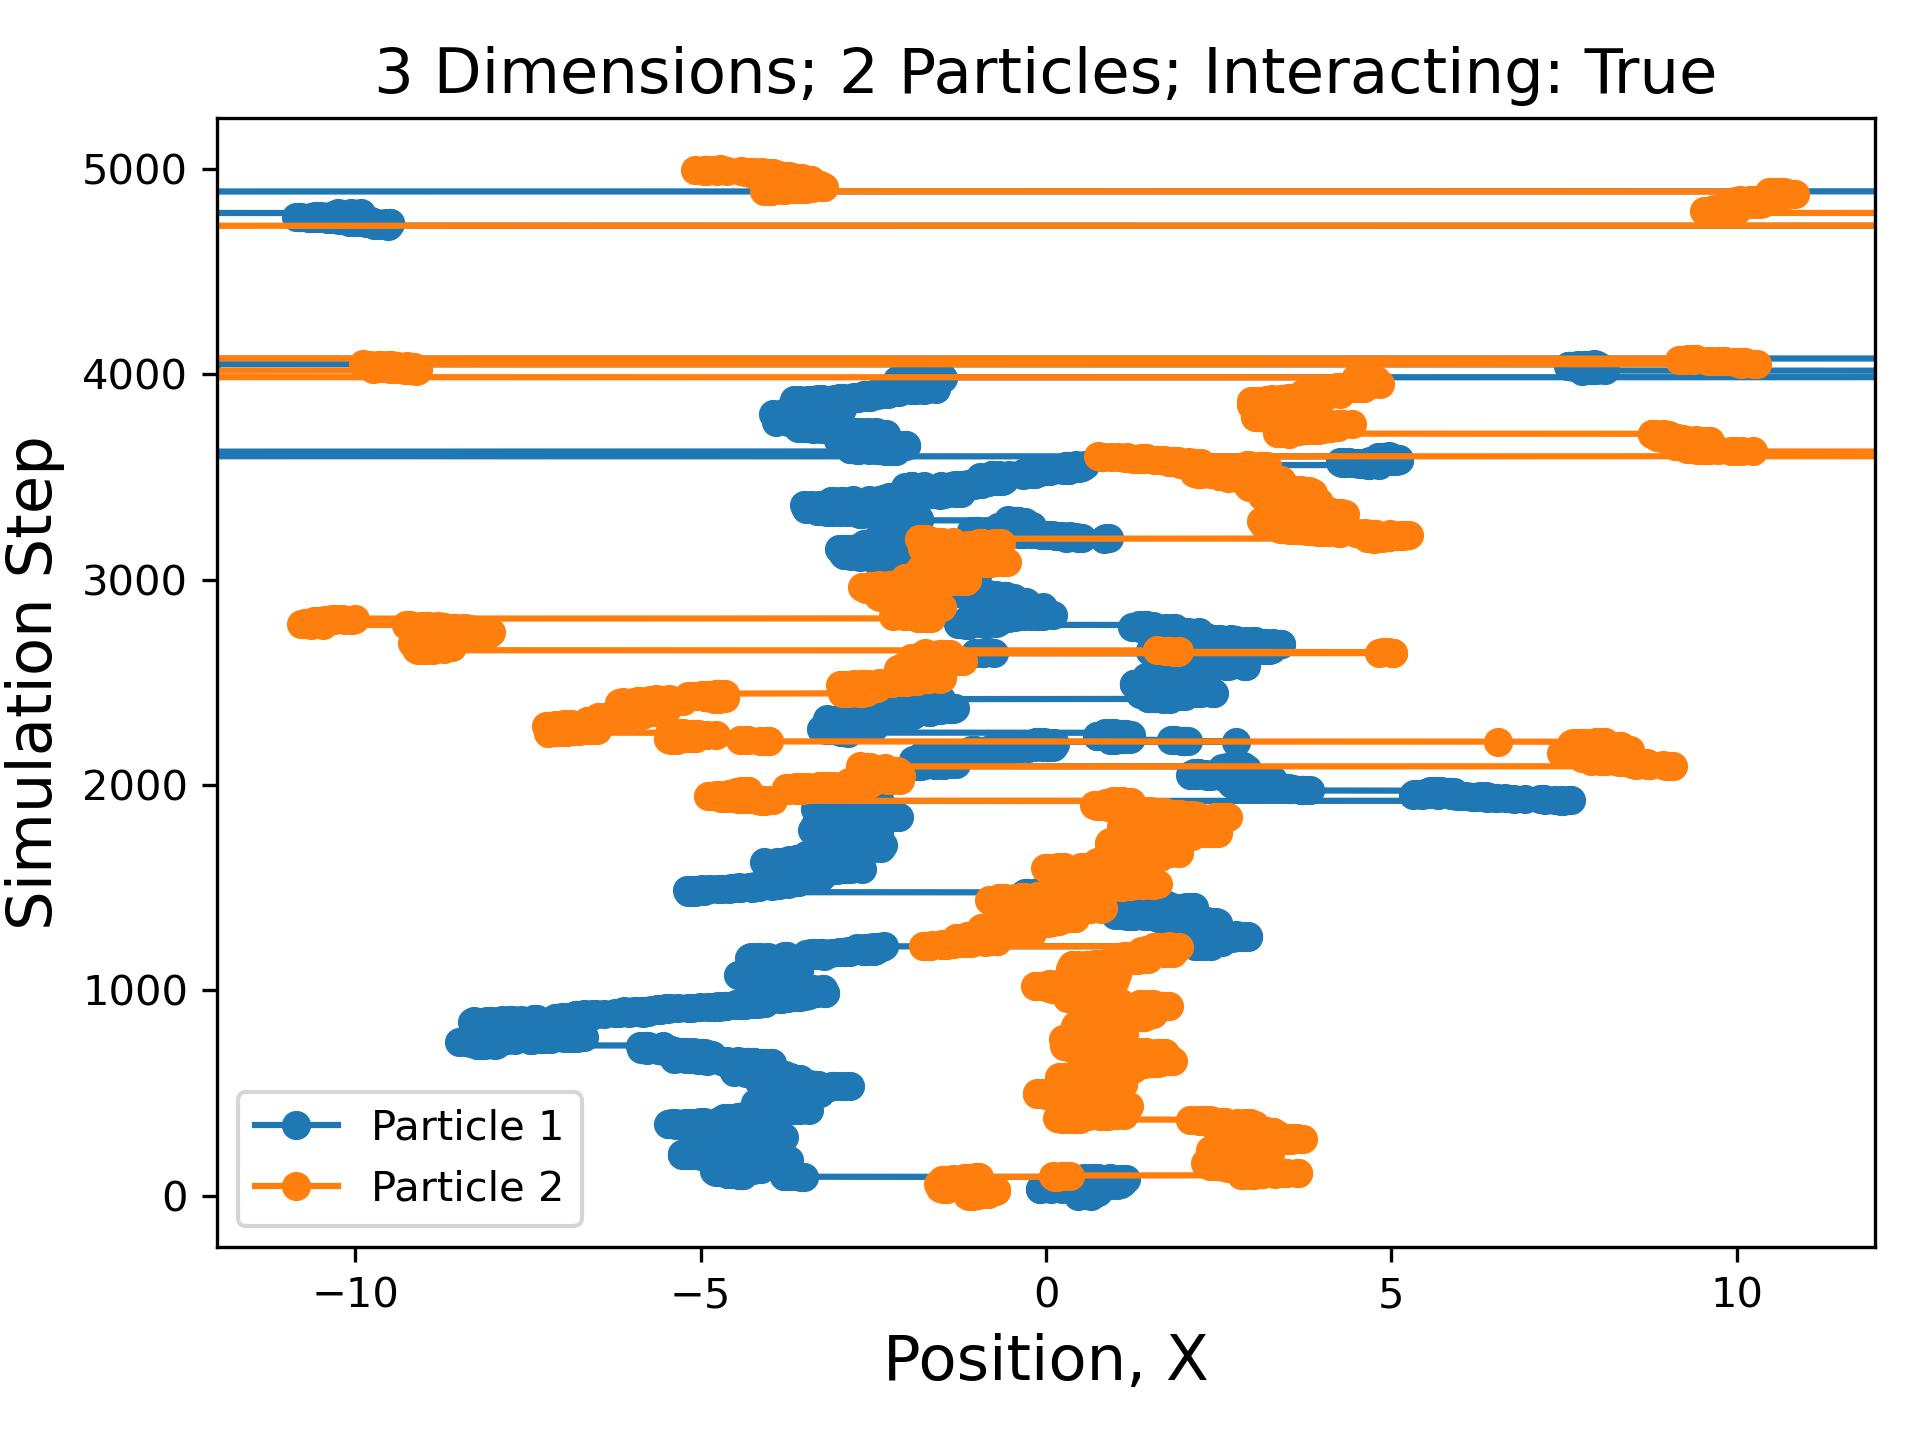 3 Dimensions; 2 Particles; Interacting: True
Simulation Step
5000
4000
3000
2000
1000
0
Particle 1
Particle 2
−10
−5
0
5
10
Position, X